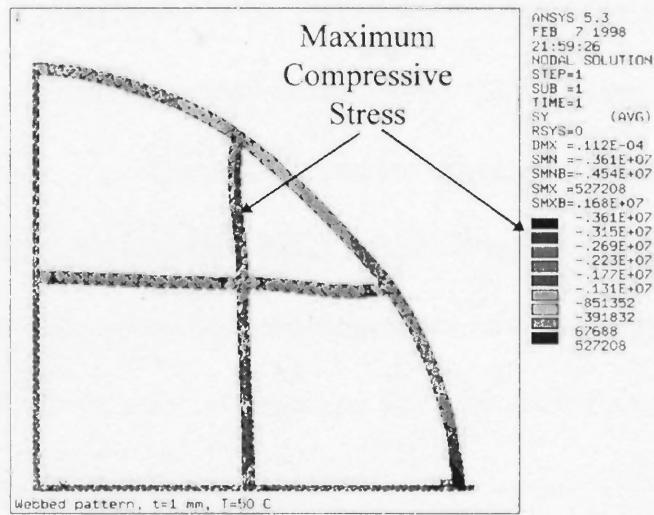 Maximum
Compressive
Stress
ANSYS 5.3
FEB 7 1998
21:59:26
NODAL SOLUTION
STEP=1
SUB =1
TIME=1
SY (AVG)
RSYS=0
DMX =.112E-04
SMN =-.361E+07
SMNB=-.454E+07
SMX =527208
SMXB=.168E+07
-.361E+07
-.315E+07
-.269E+07
-.223E+07
-.177E+07
-.131E+07
-851352
-391832
67688
527208
Webbed pattern, t=1 mm, T=50 C